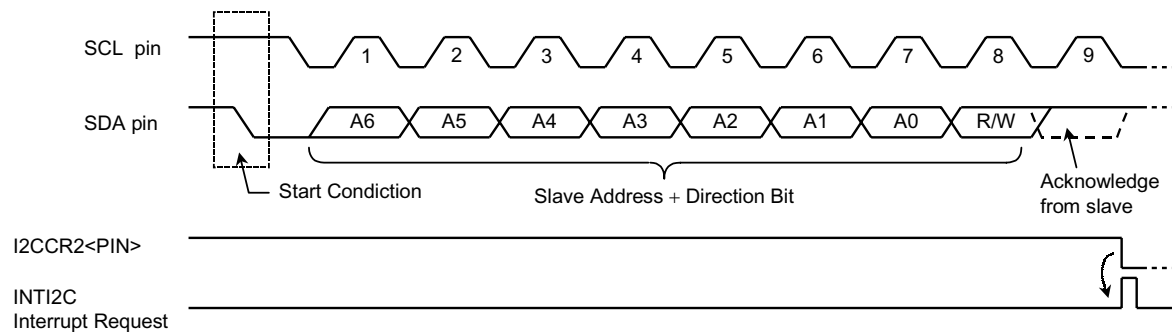 SCL pin
1 2 3 4 5 6 7 8 9
SDA pin
A6 A5 A4 A3 A2 A1 A0 R/W
Start Condiction
Slave Address + Direction Bit
Acknowledge
from slave
I2CCR2<PIN>
INTI2C
Interrupt Request